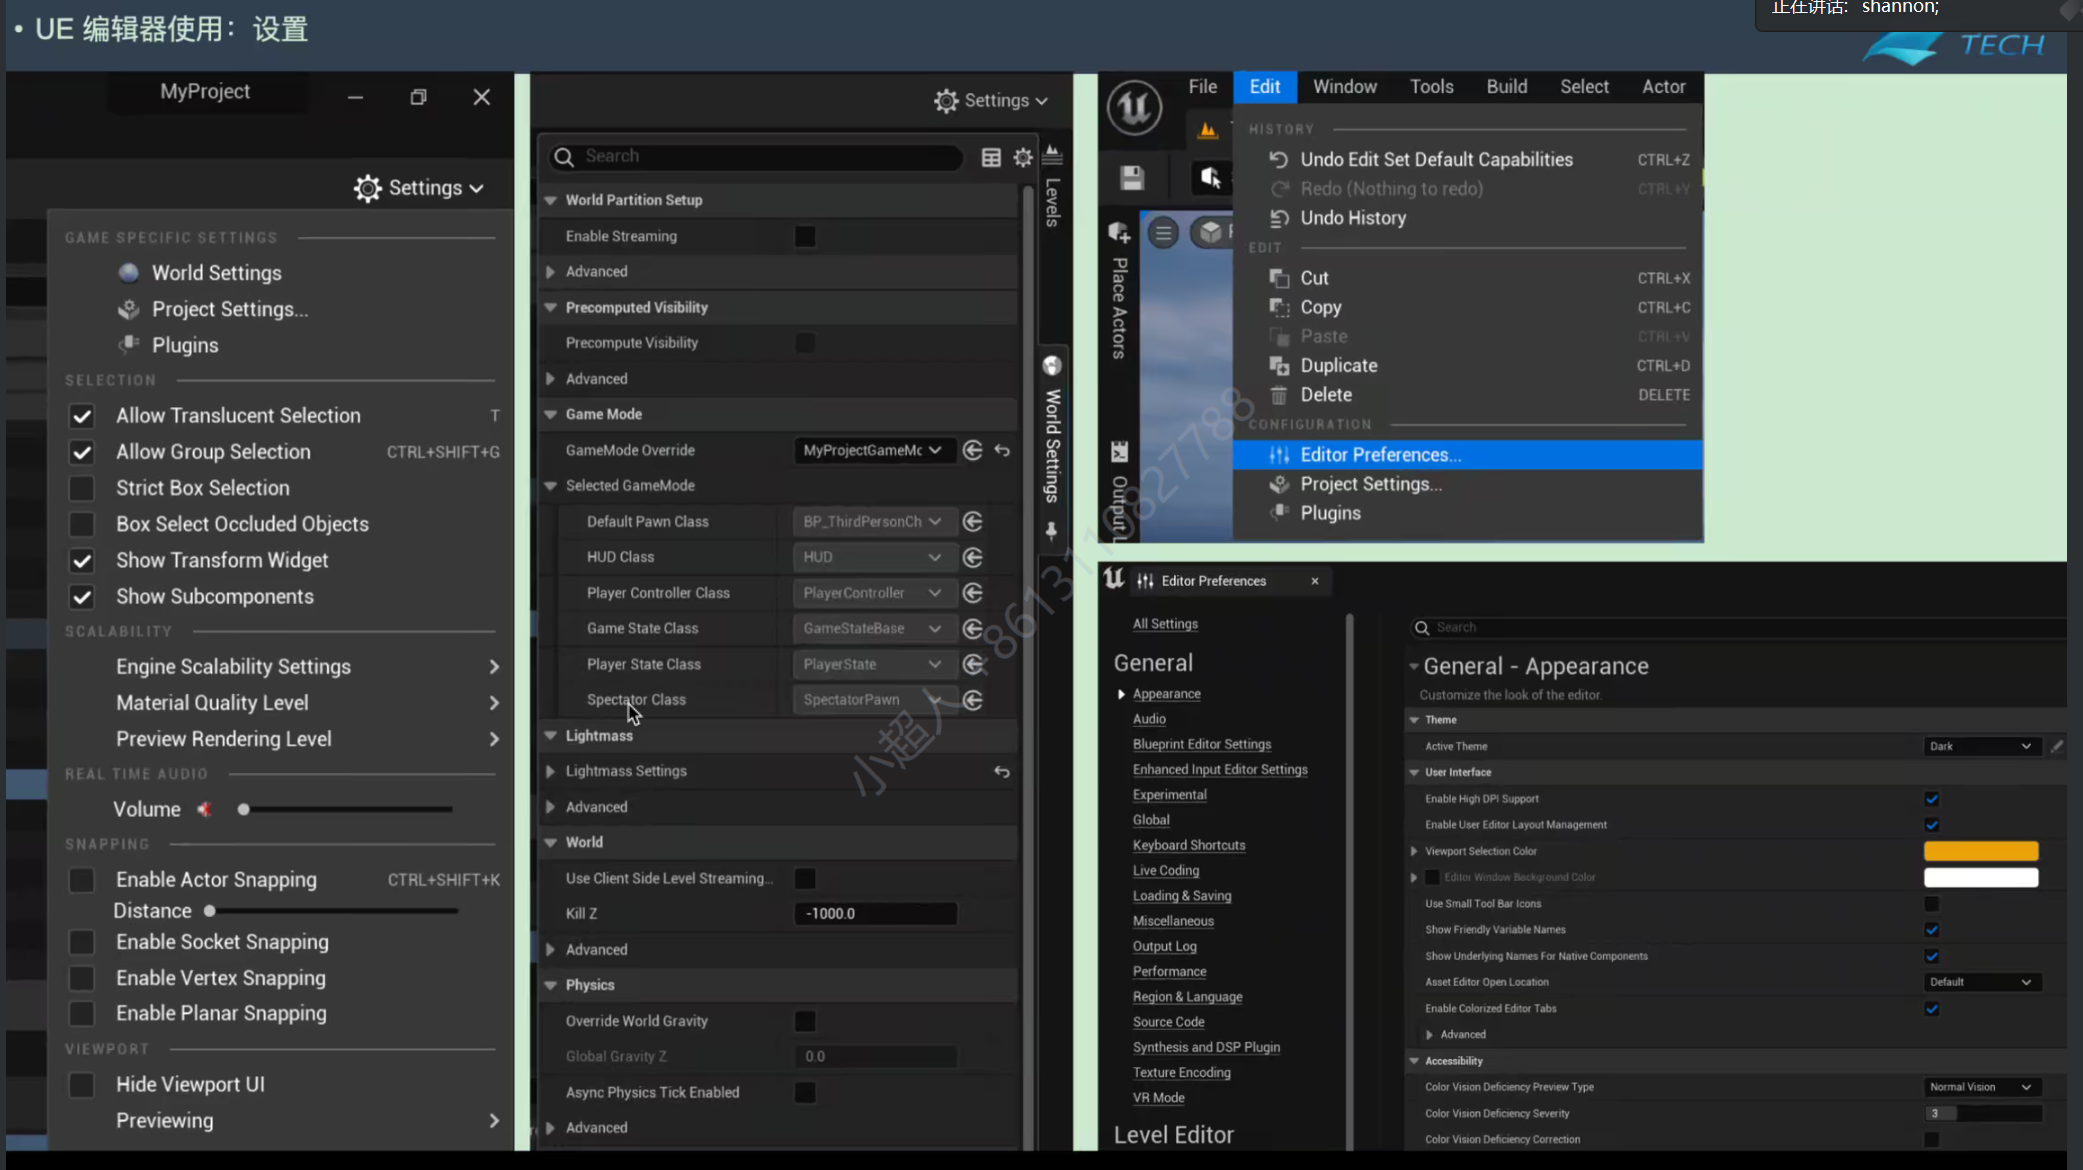 • UE 编辑器使用：设置
正在讲话: shannon;
TECH
MyProject
Settings
GAME SPECIFIC SETTINGS
World Settings
Project Settings...
Plugins
SELECTION
Allow Translucent Selection T
Allow Group Selection CTRL+SHIFT+G
Strict Box Selection
Box Select Occluded Objects
Show Transform Widget
Show Subcomponents
SCALABILITY
Engine Scalability Settings
Material Quality Level
Preview Rendering Level
REAL TIME AUDIO
Volume
SNAPPING
Enable Actor Snapping CTRL+SHIFT+K
Distance
Enable Socket Snapping
Enable Vertex Snapping
Enable Planar Snapping
VIEWPORT
Hide Viewport UI
Previewing
Settings
Search
World Partition Setup
Enable Streaming
Advanced
Precomputed Visibility
Precompute Visibility
Advanced
Game Mode
GameMode Override MyProjectGameMc
Selected GameMode
Default Pawn Class BP_ThirdPersonCh
HUD Class HUD
Player Controller Class PlayerController
Game State Class GameStateBase
Player State Class PlayerState
Spectator Class SpectatorPawn
Lightmass
Lightmass Settings
Advanced
World
Use Client Side Level Streaming...
Kill Z -1000.0
Advanced
Physics
Override World Gravity
Global Gravity Z 0.0
Async Physics Tick Enabled
Advanced
Levels
World Settings
File Edit Window Tools Build Select Actor
HISTORY
Undo Edit Set Default Capabilities CTRL+Z
Redo (Nothing to redo) CTRL+Y
Undo History
EDIT
Cut CTRL+X
Copy CTRL+C
Paste CTRL+V
Duplicate CTRL+D
Delete DELETE
CONFIGURATION
Editor Preferences...
Project Settings...
Plugins
Place Actors
Output L
Editor Preferences ×
All Settings
General
Appearance
Audio
Blueprint Editor Settings
Enhanced Input Editor Settings
Experimental
Global
Keyboard Shortcuts
Live Coding
Loading & Saving
Miscellaneous
Output Log
Performance
Region & Language
Source Code
Synthesis and DSP Plugin
Texture Encoding
VR Mode
Level Editor
Search
General - Appearance
Customize the look of the editor.
Theme
Active Theme Dark
User Interface
Enable High DPI Support
Enable User Editor Layout Management
Viewport Selection Color
Editor Window Background Color
Use Small Tool Bar Icons
Show Friendly Variable Names
Show Underlying Names For Native Components
Asset Editor Open Location Default
Enable Colorized Editor Tabs
Advanced
Accessibility
Color Vision Deficiency Preview Type Normal Vision
Color Vision Deficiency Severity 3
Color Vision Deficiency Correction